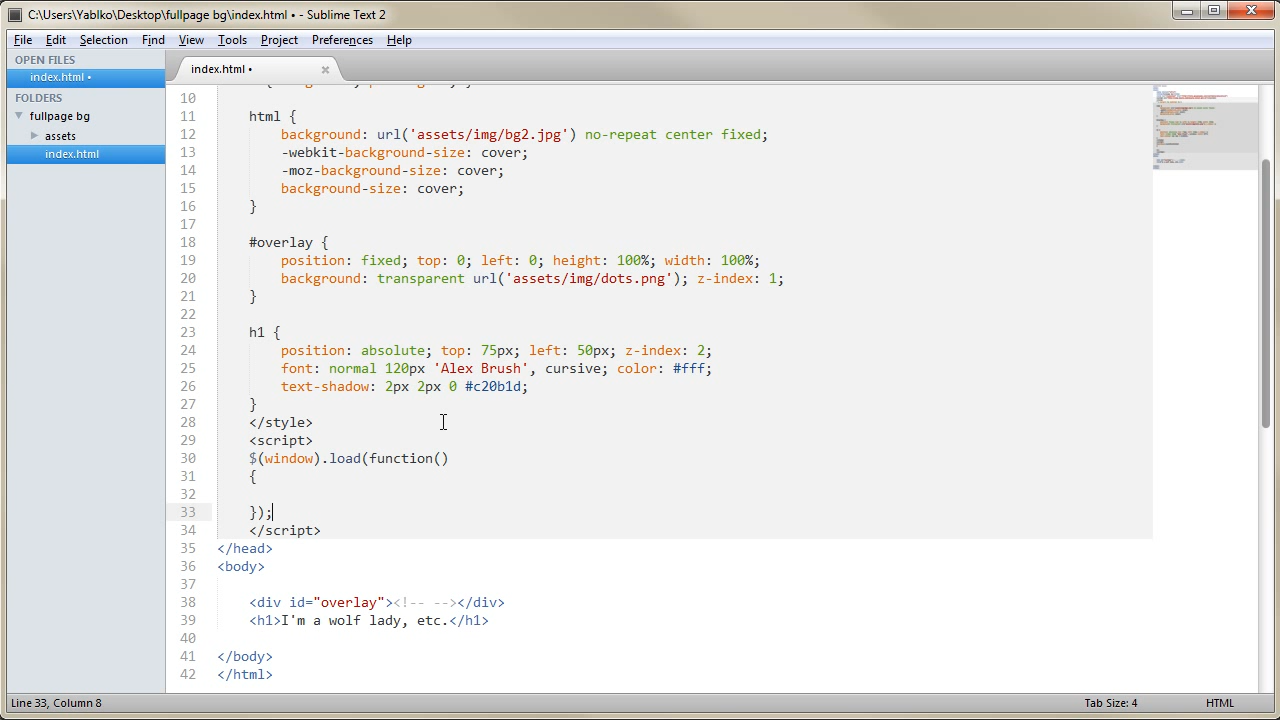 C:\Users\Yablko\Desktop\fullpage bg\index.html • - Sublime Text 2
File Edit Selection Find View Tools Project Preferences Help
OPEN FILES
index.html •
FOLDERS
fullpage bg
assets
index.html
index.html •
10
11 html {
12 background: url('assets/img/bg2.jpg') no-repeat center fixed;
13 -webkit-background-size: cover;
14 -moz-background-size: cover;
15 background-size: cover;
16 }
17
18 #overlay {
19 position: fixed; top: 0; left: 0; height: 100%; width: 100%;
20 background: transparent url('assets/img/dots.png'); z-index: 1;
21 }
22
23 h1 {
24 position: absolute; top: 75px; left: 50px; z-index: 2;
25 font: normal 120px 'Alex Brush', cursive; color: #fff;
26 text-shadow: 2px 2px 0 #c20b1d;
27 }
28 </style>
29 <script>
30 $(window).load(function()
31 {
32
33 });
34 </script>
35 </head>
36 <body>
37
38 <div id="overlay"><!-- --></div>
39 <h1>I'm a wolf lady, etc.</h1>
40
41 </body>
42 </html>
Line 33, Column 8 Tab Size: 4 HTML